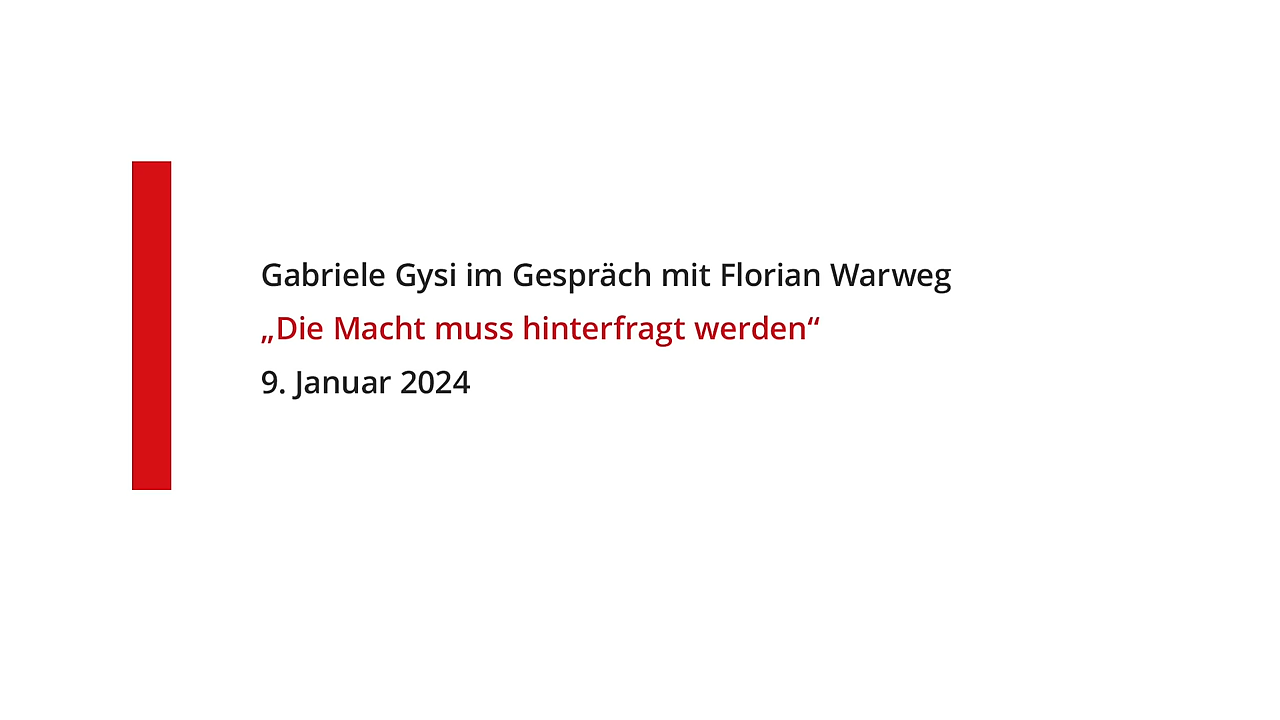 Gabriele Gysi im Gespräch mit Florian Warweg
„Die Macht muss hinterfragt werden“
9. Januar 2024